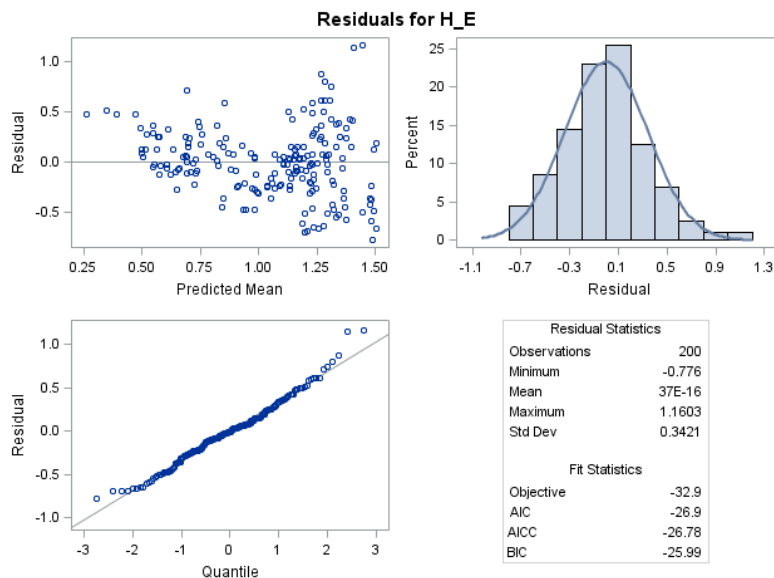 Residuals for H_E
1.0
0.5
0.0
-0.5
Residual
0.25 0.50 0.75 1.00 1.25 1.50
Predicted Mean
25
20
15
10
5
0
Percent
-1.1 -0.7 -0.3 0.1 0.5 0.9 1.3
Residual
1.0
0.5
0.0
-0.5
-1.0
Residual
-3 -2 -1 0 1 2 3
Quantile
Residual Statistics
Observations 200
Minimum -0.776
Mean 37E-16
Maximum 1.1603
Std Dev 0.3421
Fit Statistics
Objective -32.9
AIC -26.9
AICC -26.78
BIC -25.99